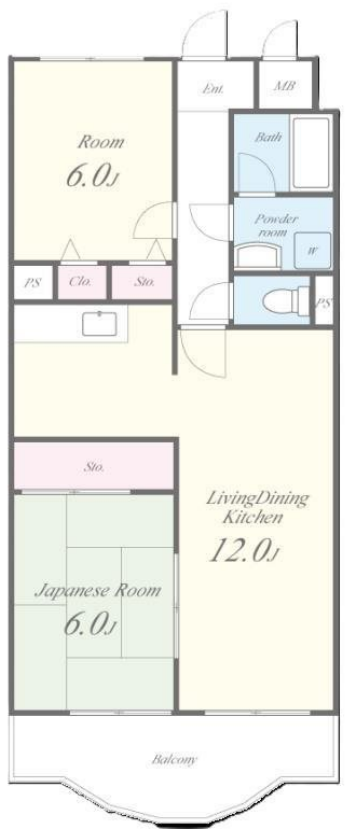 Ent.
MB
Room
6.0J
Bath
Powder
room
W
PS
Clo.
Sto.
PS
Sto.
LivingDining
Kitchen
12.0J
Japanese Room
6.0J
Balcony